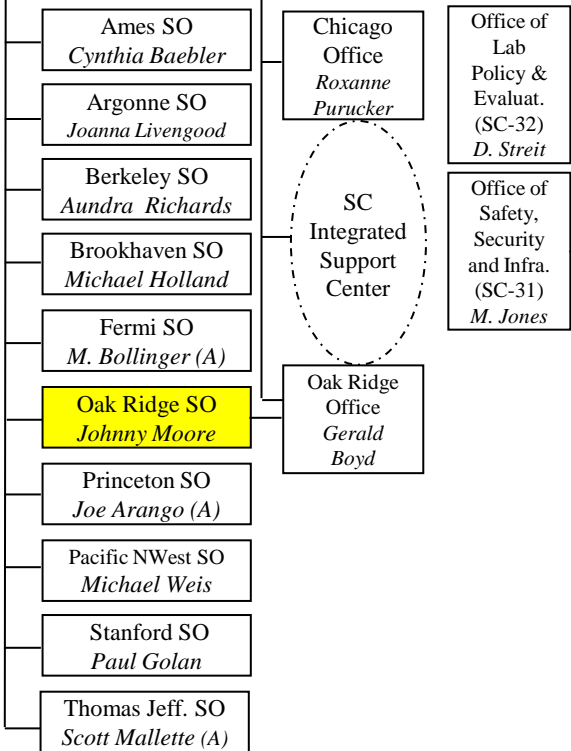 Ames SO
Cynthia Baebler
Argonne SO
Joanna Livengood
Berkeley SO
Aundra Richards
Brookhaven SO
Michael Holland
Fermi SO
M. Bollinger (A)
Oak Ridge SO
Johnny Moore
Princeton SO
Joe Arango (A)
Pacific NWest SO
Michael Weis
Stanford SO
Paul Golan
Thomas Jeff. SO
Scott Mallette (A)
Chicago
Office
Roxanne
Purucker
SC
Integrated
Support
Center
Oak Ridge
Office
Gerald
Boyd
Office of
Lab
Policy &
Evaluat.
(SC-32)
D. Streit
Office of
Safety,
Security
and Infra.
(SC-31)
M. Jones